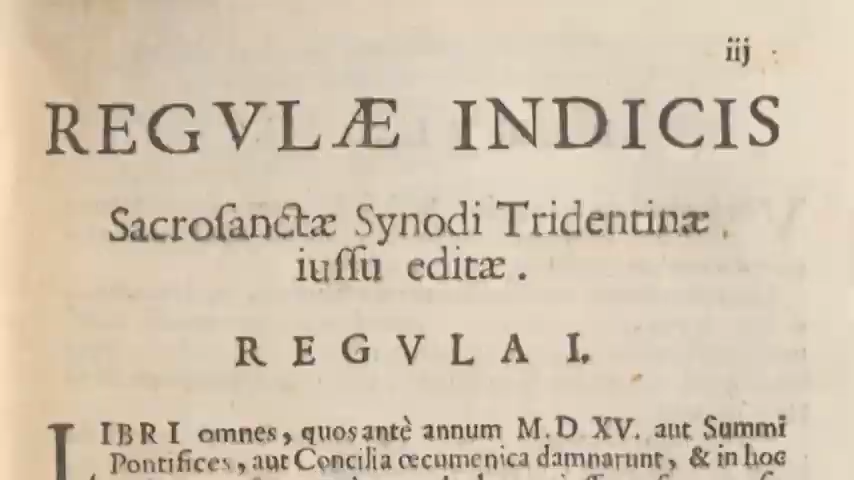 iij
REGVLÆ INDICIS
Sacroſanctæ Synodi Tridentinæ,
iuſſu editæ.
REGVLA I.
LIBRI omnes, quos antè annum M.D XV. aut Summi
Pontifices, aut Concilia œcumenica damnarunt, & in hoc